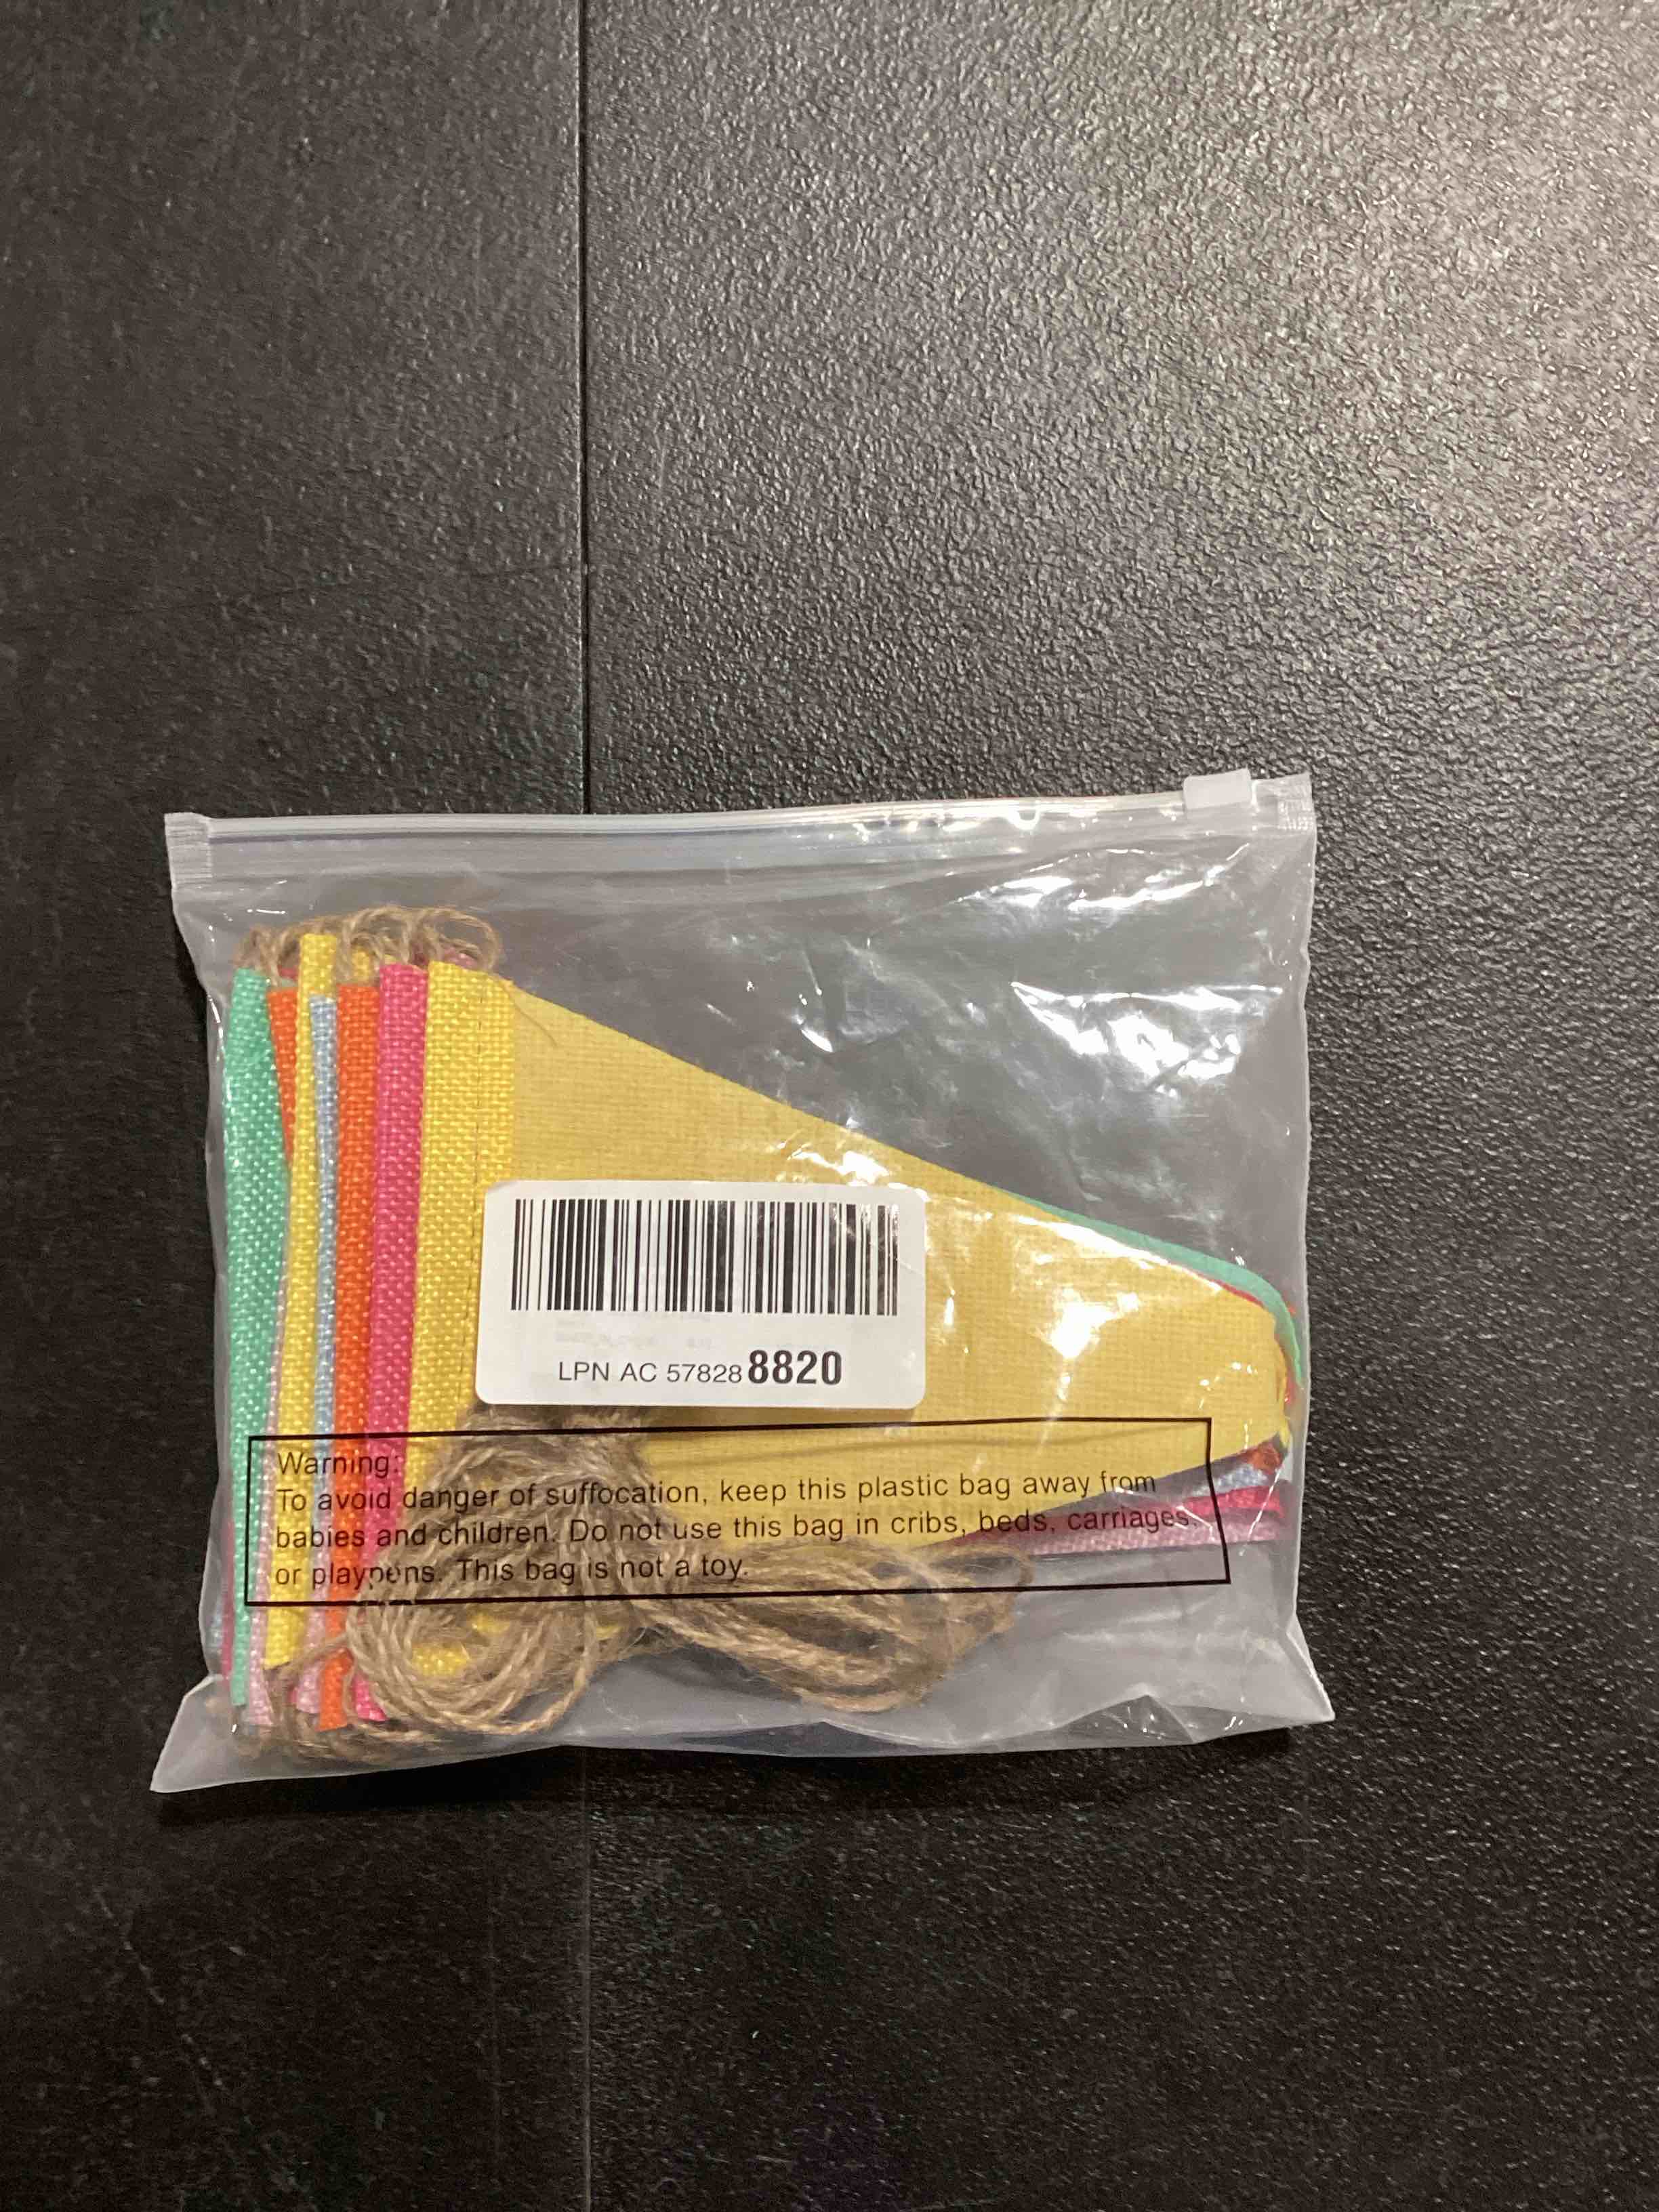 LPN AC 578288820
Warning:
To avoid danger of suffocation, keep this plastic bag away from
babies and children. Do not use this bag in cribs, beds, carriages,
or playpens. This bag is not a toy.